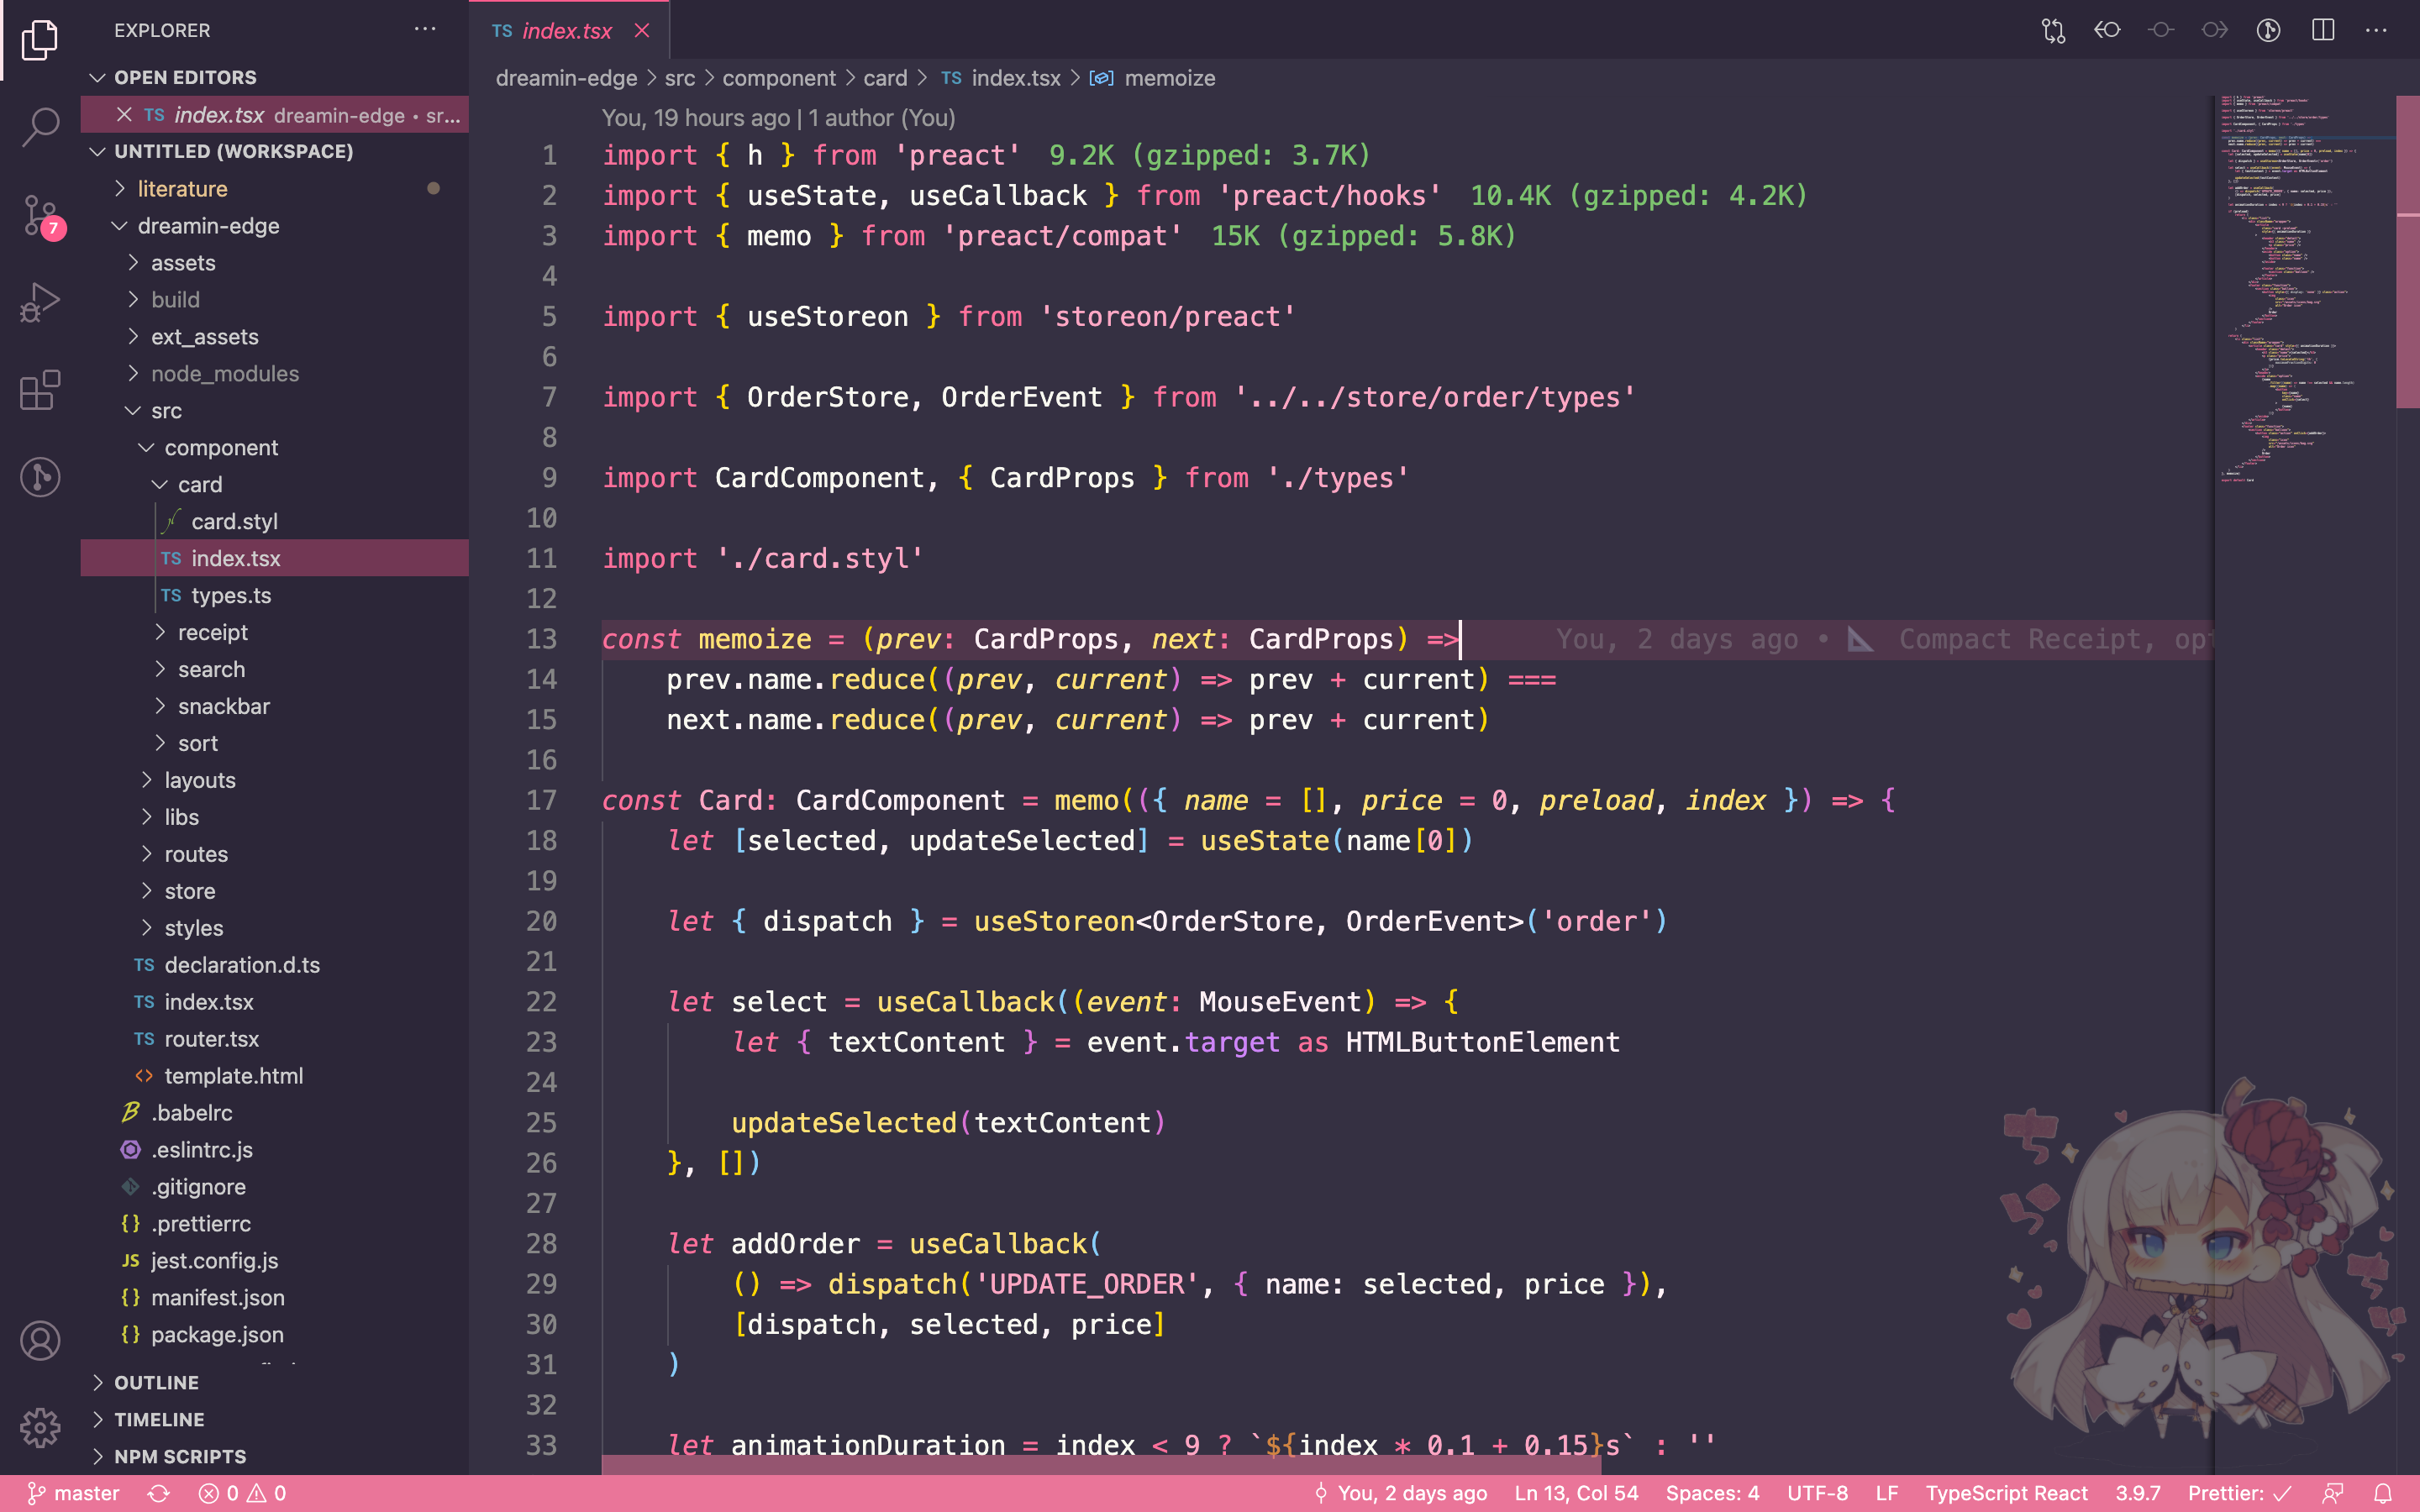 EXPLORER
OPEN EDITORS
TS index.tsx dreamin-edge • sr...
UNTITLED (WORKSPACE)
literature
dreamin-edge
assets
build
ext_assets
node_modules
src
component
card
card.styl
TS index.tsx
TS types.ts
receipt
search
snackbar
sort
layouts
libs
routes
store
styles
TS declaration.d.ts
TS index.tsx
TS router.tsx
<> template.html
.babelrc
.eslintrc.js
.gitignore
{} .prettierrc
JS jest.config.js
{} manifest.json
{} package.json
OUTLINE
TIMELINE
NPM SCRIPTS
7
TS index.tsx
dreamin-edge > src > component > card > TS index.tsx > memoize
You, 19 hours ago | 1 author (You)
1 import { h } from 'preact' 9.2K (gzipped: 3.7K)
2 import { useState, useCallback } from 'preact/hooks' 10.4K (gzipped: 4.2K)
3 import { memo } from 'preact/compat' 15K (gzipped: 5.8K)
4
5 import { useStoreon } from 'storeon/preact'
6
7 import { OrderStore, OrderEvent } from '../../store/order/types'
8
9 import CardComponent, { CardProps } from './types'
10
11 import './card.styl'
12
13 const memoize = (prev: CardProps, next: CardProps) => You, 2 days ago • Compact Receipt, opt
14 prev.name.reduce((prev, current) => prev + current) ===
15 next.name.reduce((prev, current) => prev + current)
16
17 const Card: CardComponent = memo(({ name = [], price = 0, preload, index }) => {
18 let [selected, updateSelected] = useState(name[0])
19
20 let { dispatch } = useStoreon<OrderStore, OrderEvent>('order')
21
22 let select = useCallback((event: MouseEvent) => {
23 let { textContent } = event.target as HTMLButtonElement
24
25 updateSelected(textContent)
26 }, [])
27
28 let addOrder = useCallback(
29 () => dispatch('UPDATE_ORDER', { name: selected, price }),
30 [dispatch, selected, price]
31 )
32
33 let animationDuration = index < 9 ? `${index * 0.1 + 0.15}s` : ''
master 0 0 You, 2 days ago Ln 13, Col 54 Spaces: 4 UTF-8 LF TypeScript React 3.9.7 Prettier: ✓